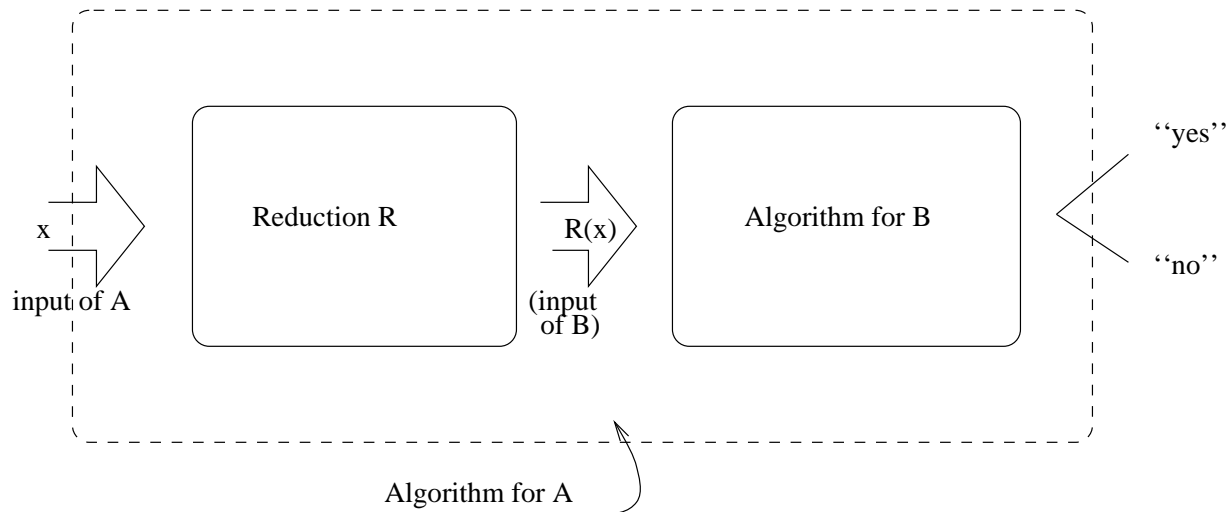 ‘‘yes’’
Reduction R
Algorithm for B
x
R(x)
‘‘no’’
input of A
(input
of B)
Algorithm for A